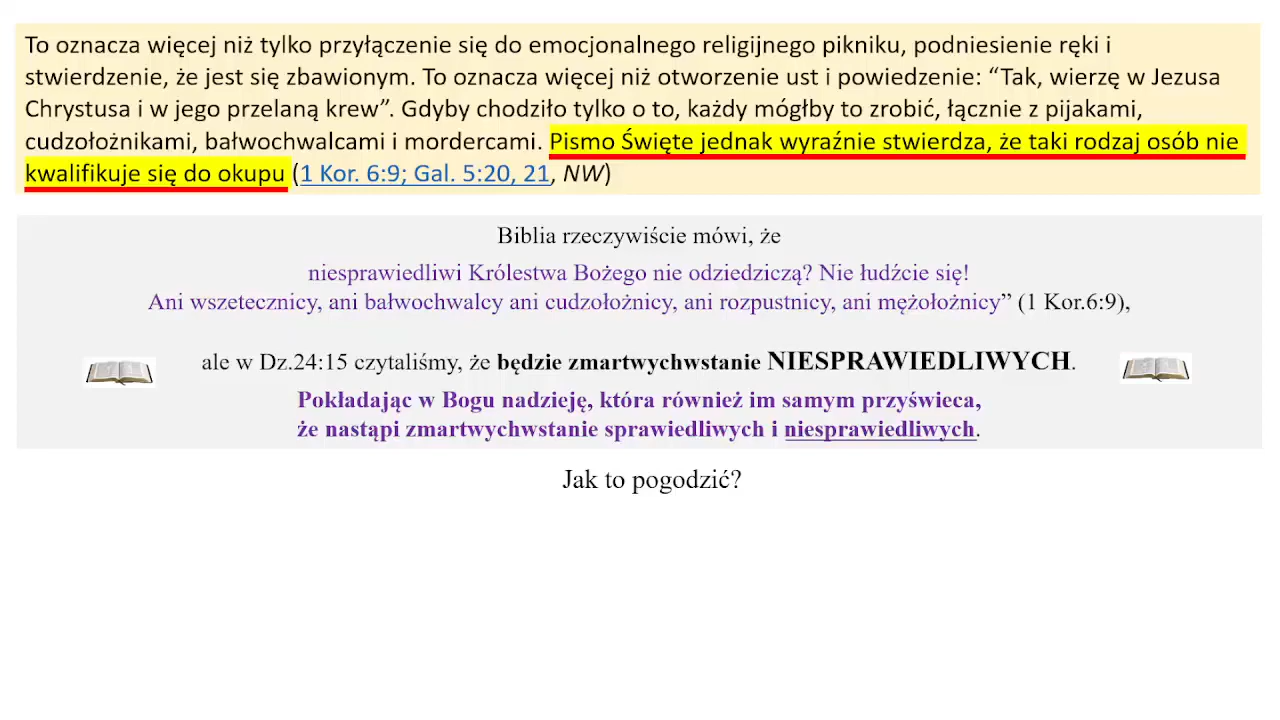 To oznacza więcej niż tylko przyłączenie się do emocjonalnego religijnego pikniku, podniesienie ręki i
stwierdzenie, że jest się zbawionym. To oznacza więcej niż otworzenie ust i powiedzenie: “Tak, wierzę w Jezusa
Chrystusa i w jego przelaną krew”. Gdyby chodziło tylko o to, każdy mógłby to zrobić, łącznie z pijakami,
cudzołożnikami, bałwochwalcami i mordercami. Pismo Święte jednak wyraźnie stwierdza, że taki rodzaj osób nie
kwalifikuje się do okupu (1 Kor. 6:9; Gal. 5:20, 21, NW)
Biblia rzeczywiście mówi, że
niesprawiedliwi Królestwa Bożego nie odziedziczą? Nie łudźcie się!
Ani wszetecznicy, ani bałwochwalcy ani cudzołożnicy, ani rozpustnicy, ani mężołożnicy” (1 Kor.6:9),
ale w Dz.24:15 czytaliśmy, że będzie zmartwychwstanie NIESPRAWIEDLIWYCH.
Pokładając w Bogu nadzieję, która również im samym przyświeca,
że nastąpi zmartwychwstanie sprawiedliwych i niesprawiedliwych.
Jak to pogodzić?